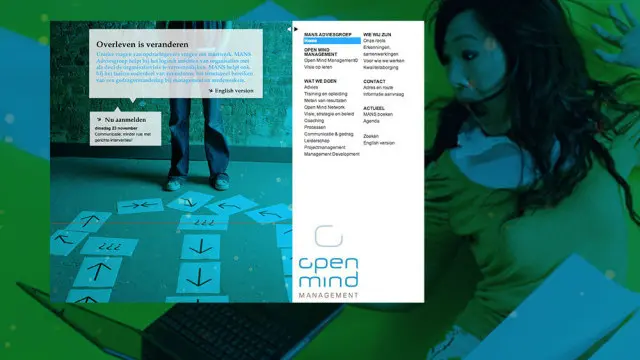 Overleven is veranderen
English version
Nu aanmelden
dinsdag 23 november
Communicatie: minder ruis met
gerichte interventies!
MANS ADVIESGROEP
Home
OPEN MIND
MANAGEMENT
Open Mind Management©
Visie op leren
WAT WE DOEN
Advies
Training en opleiding
Meten van resultaten
Open Mind Network
Visie, strategie en beleid
Coaching
Processen
Communicatie & gedrag
Leiderschap
Projectmanagement
Management Development
WIE WIJ ZIJN
Onze roots
Erkenningen,
samenwerkingen
Voor wie we werken
Kwaliteitsborging
CONTACT
Adres en route
Informatie aanvraag
ACTUEEL
MANS boeken
Agenda
Zoeken
English version
¿¿¿
¿¿¿
open
mind
MANAGEMENT